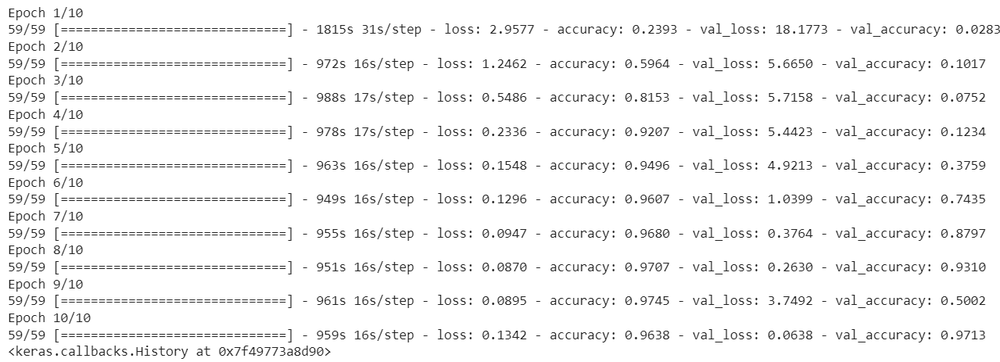 Epoch 1/10
59/59 [==============================] - 1815s 31s/step - loss: 2.9577 - accuracy: 0.2393 - val_loss: 18.1773 - val_accuracy: 0.0283
Epoch 2/10
59/59 [==============================] - 972s 16s/step - loss: 1.2462 - accuracy: 0.5964 - val_loss: 5.6650 - val_accuracy: 0.1017
Epoch 3/10
59/59 [==============================] - 988s 17s/step - loss: 0.5486 - accuracy: 0.8153 - val_loss: 5.7158 - val_accuracy: 0.0752
Epoch 4/10
59/59 [==============================] - 978s 17s/step - loss: 0.2336 - accuracy: 0.9207 - val_loss: 5.4423 - val_accuracy: 0.1234
Epoch 5/10
59/59 [==============================] - 963s 16s/step - loss: 0.1548 - accuracy: 0.9496 - val_loss: 4.9213 - val_accuracy: 0.3759
Epoch 6/10
59/59 [==============================] - 949s 16s/step - loss: 0.1296 - accuracy: 0.9607 - val_loss: 1.0399 - val_accuracy: 0.7435
Epoch 7/10
59/59 [==============================] - 955s 16s/step - loss: 0.0947 - accuracy: 0.9680 - val_loss: 0.3764 - val_accuracy: 0.8797
Epoch 8/10
59/59 [==============================] - 951s 16s/step - loss: 0.0870 - accuracy: 0.9707 - val_loss: 0.2630 - val_accuracy: 0.9310
Epoch 9/10
59/59 [==============================] - 961s 16s/step - loss: 0.0895 - accuracy: 0.9745 - val_loss: 3.7492 - val_accuracy: 0.5002
Epoch 10/10
59/59 [==============================] - 959s 16s/step - loss: 0.1342 - accuracy: 0.9638 - val_loss: 0.0638 - val_accuracy: 0.9713
<keras.callbacks.History at 0x7f49773a8d90>